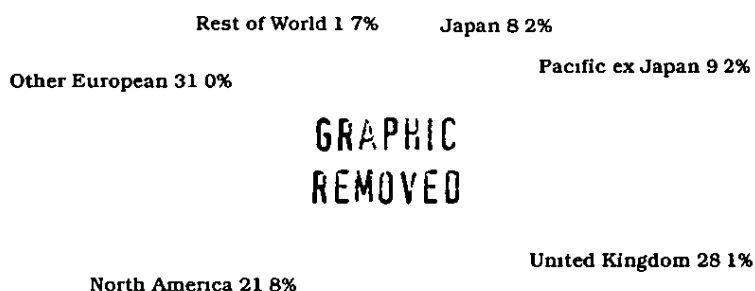 Rest of World 1 7%
Japan 8 2%
Other European 31 0%
Pacific ex Japan 9 2%
GRAPHIC
REMOVED
United Kingdom 28 1%
North America 21 8%